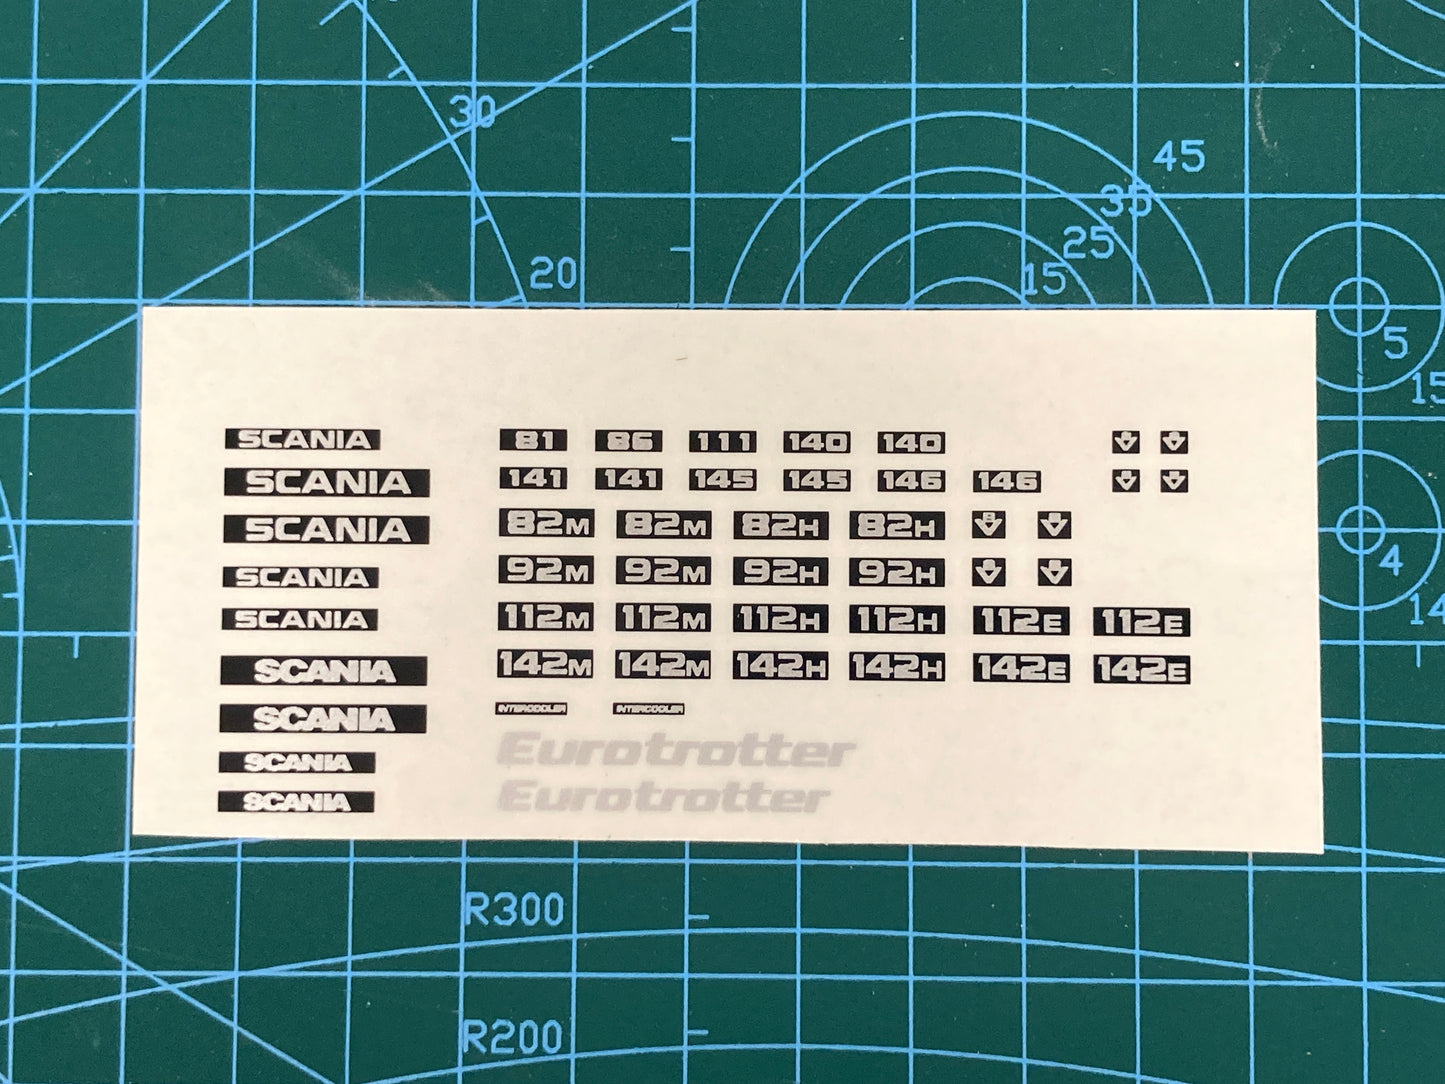 30
45
35
25
20
15
5
15
SCANIA 81 86 111 140 140
SCANIA 141 141 145 145 146 146
SCANIA 82M 82M 82H 82H 8
SCANIA 92M 92M 92H 92H
4
14
SCANIA 112M 112M 112H 112H 112E 112E
SCANIA 142M 142M 142H 142H 142E 142E
SCANIA INTERCOOLER INTERCOOLER
SCANIA Eurotrotter
SCANIA Eurotrotter
R300
R200